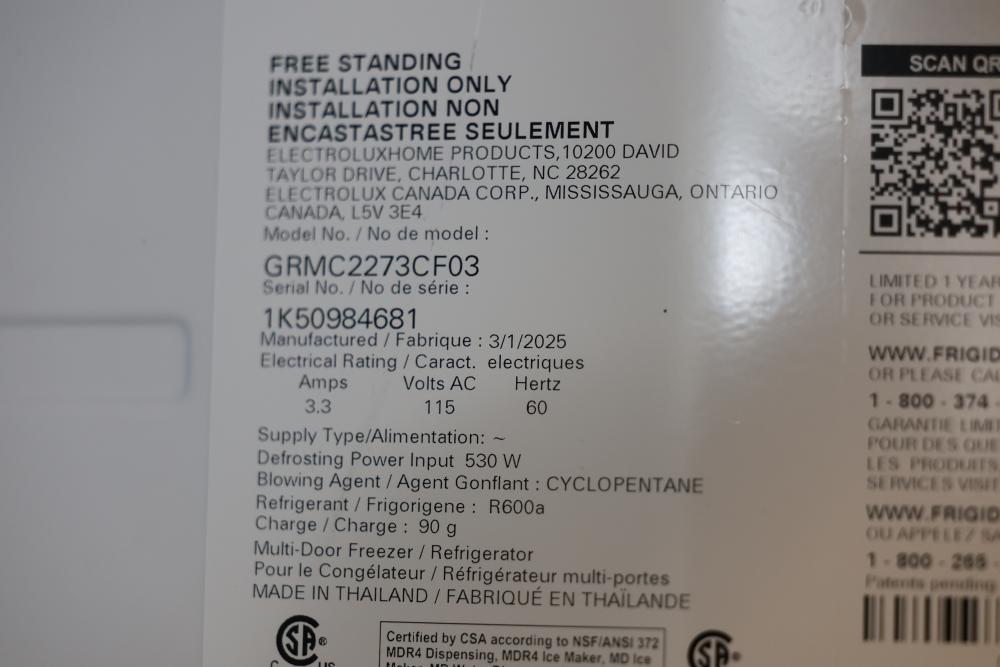 FREE STANDING
INSTALLATION ONLY
INSTALLATION NON
ENCASTASTREE SEULEMENT
ELECTROLUXHOME PRODUCTS,10200 DAVID
TAYLOR DRIVE, CHARLOTTE, NC 28262
ELECTROLUX CANADA CORP., MISSISSAUGA, ONTARIO
CANADA, L5V 3E4
Model No. / No de model :
GRMC2273CF03
Serial No. / No de série :
1K50984681
Manufactured / Fabrique : 3/1/2025
Electrical Rating / Caract. electriques
Amps Volts AC Hertz
3.3 115 60
Supply Type/Alimentation: ~
Defrosting Power Input 530 W
Blowing Agent / Agent Gonflant : CYCLOPENTANE
Refrigerant / Frigorigene : R600a
Charge / Charge : 90 g
Multi-Door Freezer / Refrigerator
Pour le Congélateur / Réfrigérateur multi-portes
MADE IN THAILAND / FABRIQUÉ EN THAÏLANDE
SA ®
C US
Certified by CSA according to NSF/ANSI 372
MDR4 Dispensing, MDR4 Ice Maker, MD Ice
SA ®
SCAN QR
LIMITED 1 YEAR
FOR PRODUCT
OR SERVICE
WWW.FRIGID
OR PLEASE
1 - 800 - 374 -
GARANTIE
POUR DES
LES PRODUITS
SERVICES
WWW.FRIGID
OU APPELEZ
1 - 800 - 265 -
Patents pending